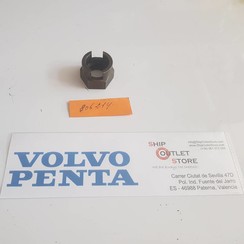 VOLVO
PENTA
SHIP
OUTLET
STORE
Carrer Ciutat de Sevilla 47D
Pol. Ind. Fuente del Jarro
ES - 46988 Paterna, Valencia